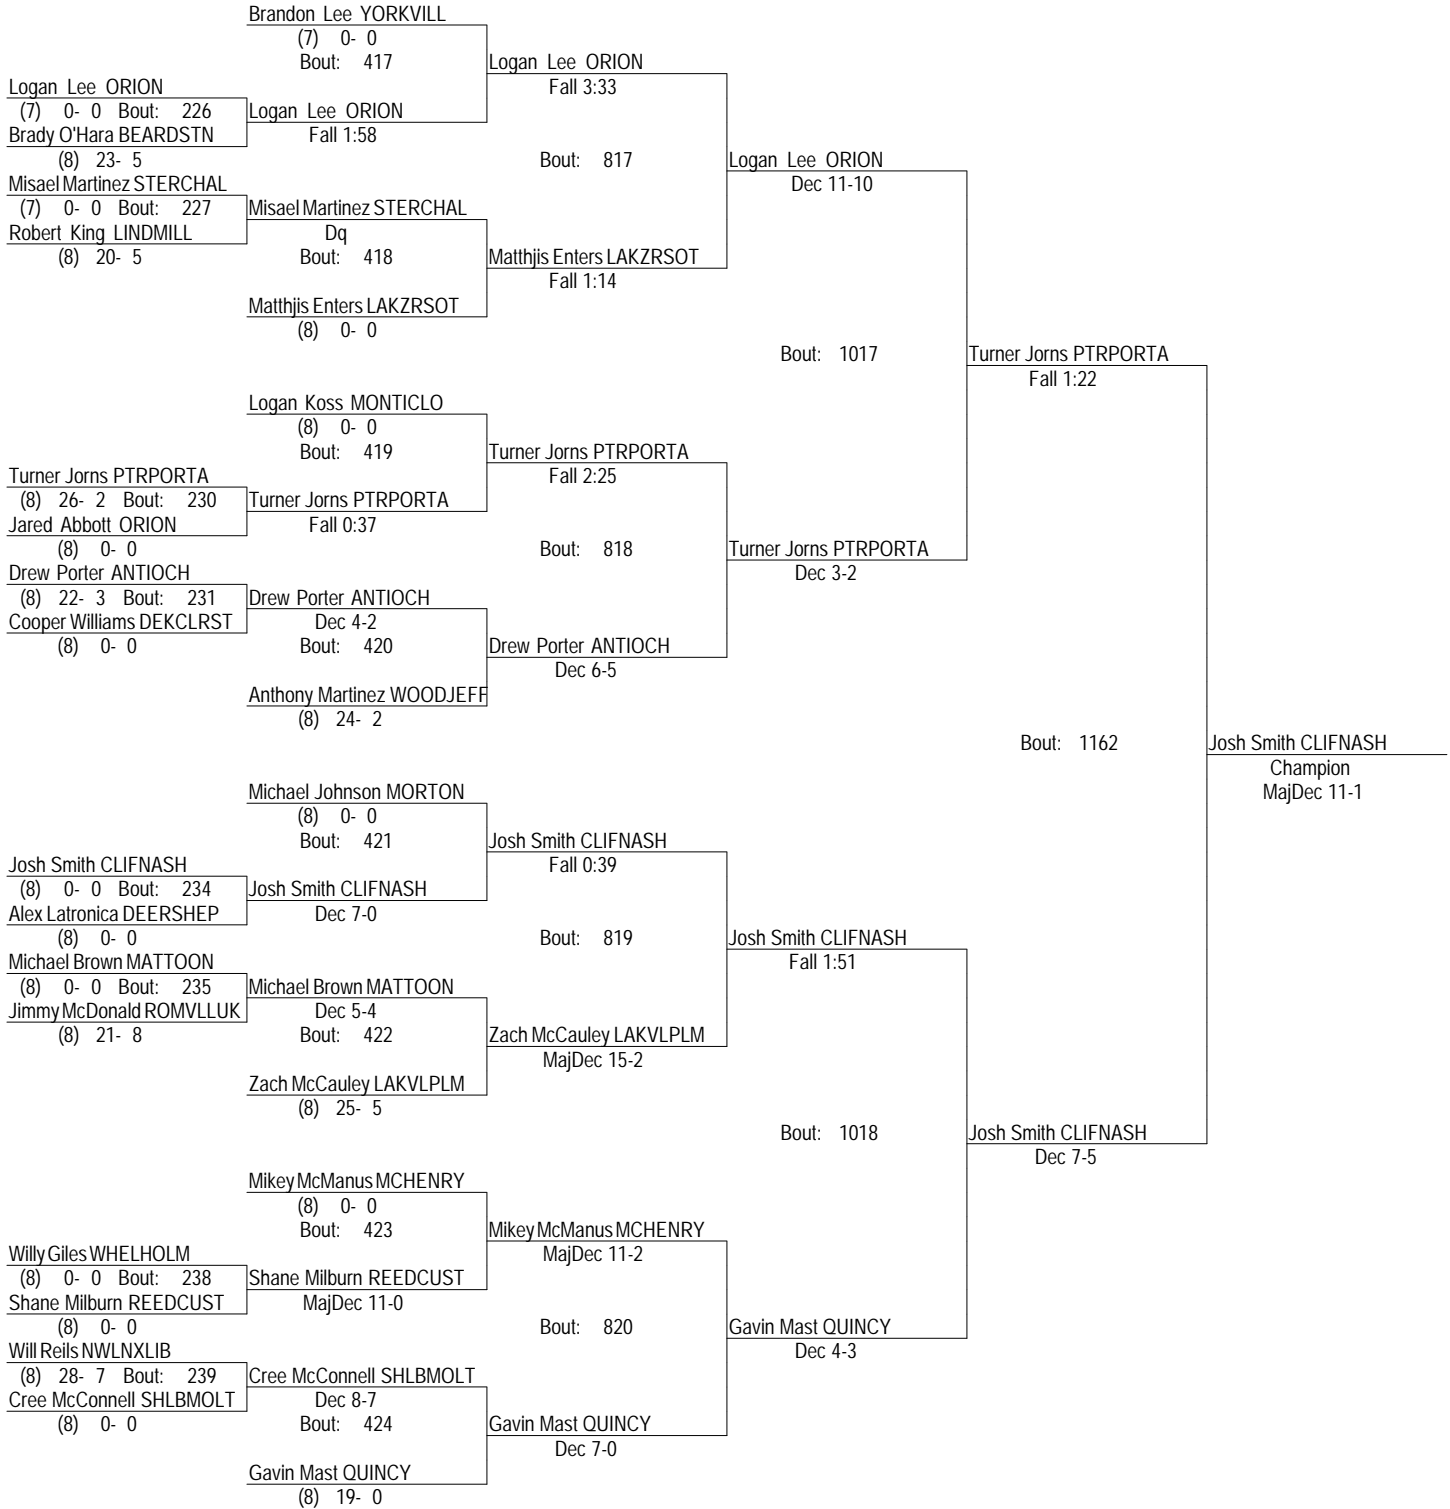 Brandon Lee YORKVILL
(7) 0- 0
Bout: 417
Logan Lee ORION
Fall 3:33
Logan Lee ORION
(7) 0- 0 Bout: 226
Logan Lee ORION
Fall 1:58
Brady O'Hara BEARDSTN
(8) 23- 5
Bout: 817
Logan Lee ORION
Dec 11-10
Misael Martinez STERCHAL
(7) 0- 0 Bout: 227
Misael Martinez STERCHAL
Dq
Robert King LINDMILL
(8) 20- 5
Bout: 418
Matthjis Enters LAKZRSOT
Fall 1:14
Matthjis Enters LAKZRSOT
(8) 0- 0
Bout: 1017
Turner Jorns PTRPORTA
Fall 1:22
Logan Koss MONTICLO
(8) 0- 0
Bout: 419
Turner Jorns PTRPORTA
Fall 2:25
Turner Jorns PTRPORTA
(8) 26- 2 Bout: 230
Turner Jorns PTRPORTA
Fall 0:37
Jared Abbott ORION
(8) 0- 0
Bout: 818
Turner Jorns PTRPORTA
Dec 3-2
Drew Porter ANTIOCH
(8) 22- 3 Bout: 231
Drew Porter ANTIOCH
Dec 4-2
Cooper Williams DEKCLRST
(8) 0- 0
Bout: 420
Drew Porter ANTIOCH
Dec 6-5
Anthony Martinez WOODJEFF
(8) 24- 2
Bout: 1162
Josh Smith CLIFNASH
Champion
MajDec 11-1
Michael Johnson MORTON
(8) 0- 0
Bout: 421
Josh Smith CLIFNASH
Fall 0:39
Josh Smith CLIFNASH
(8) 0- 0 Bout: 234
Josh Smith CLIFNASH
Dec 7-0
Alex Latronica DEERSHEP
(8) 0- 0
Bout: 819
Josh Smith CLIFNASH
Fall 1:51
Michael Brown MATTOON
(8) 0- 0 Bout: 235
Michael Brown MATTOON
Dec 5-4
Jimmy McDonald ROMVLLUK
(8) 21- 8
Bout: 422
Zach McCauley LAKVLPLM
MajDec 15-2
Zach McCauley LAKVLPLM
(8) 25- 5
Bout: 1018
Josh Smith CLIFNASH
Dec 7-5
Mikey McManus MCHENRY
(8) 0- 0
Bout: 423
Mikey McManus MCHENRY
MajDec 11-2
Willy Giles WHELHOLM
(8) 0- 0 Bout: 238
Shane Milburn REEDCUST
MajDec 11-0
Shane Milburn REEDCUST
(8) 0- 0
Bout: 820
Gavin Mast QUINCY
Dec 4-3
Will Reils NWLNXLIB
(8) 28- 7 Bout: 239
Cree McConnell SHLBMOLT
Dec 8-7
Cree McConnell SHLBMOLT
(8) 0- 0
Bout: 424
Gavin Mast QUINCY
Dec 7-0
Gavin Mast QUINCY
(8) 19- 0